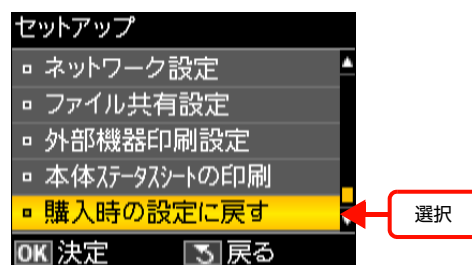 セットアップ
ネットワーク設定
ファイル共有設定
外部機器印刷設定
本体ステータスシートの印刷
購入時の設定に戻す
選択
OK 決定 戻る